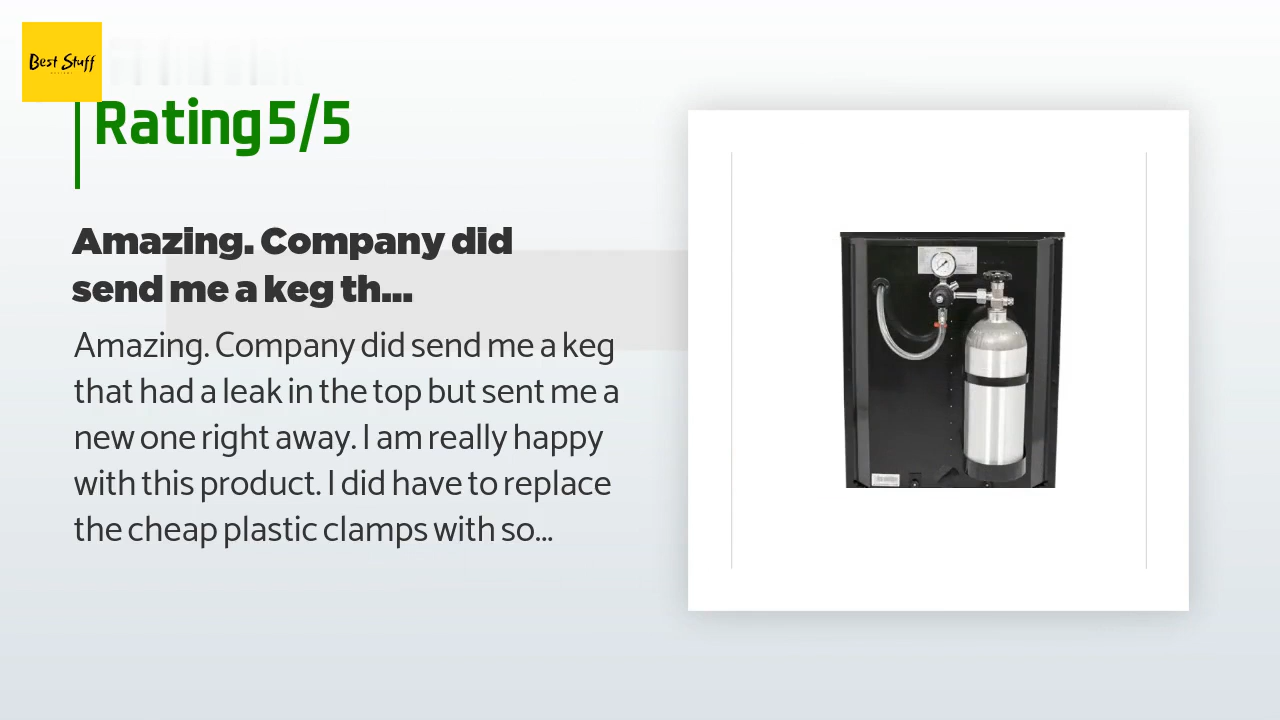 Best Stuff
Rating 5/5
Amazing. Company did
send me a keg th...
Amazing. Company did send me a keg
that had a leak in the top but sent me a
new one right away. I am really happy
with this product. I did have to replace
the cheap plastic clamps with so...